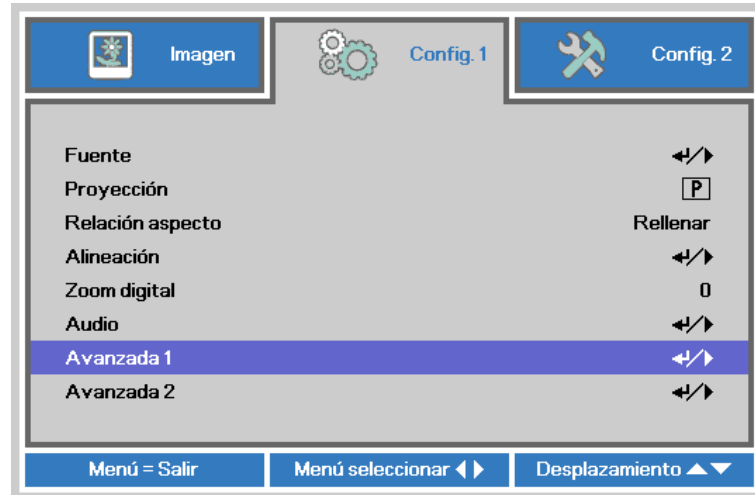 Imagen Config. 1 Config. 2
Fuente
Proyección P
Relación aspecto Rellenar
Alineación
Zoom digital 0
Audio
Avanzada 1
Avanzada 2
Menú = Salir Menú seleccionar Desplazamiento